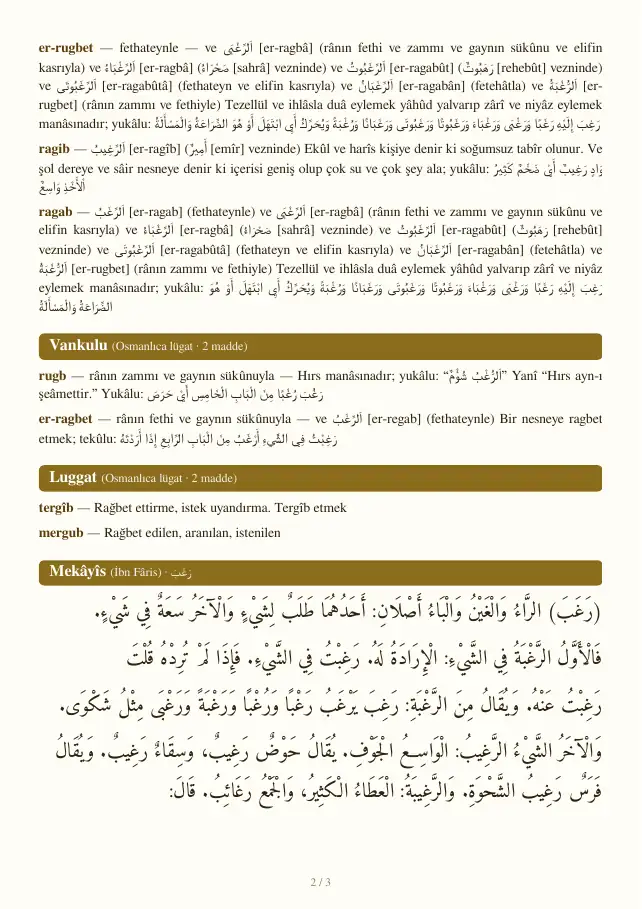 er-rugbet — fethateynle — ve اَلرَّغْبَى [er-ragbâ] (rânın fethi ve zammı ve gaynın sükûnu ve elifin
kasrıyla) ve اَلرَّغْبَاءُ [er-ragbâ] (صَحْرَاءُ [sahrâ] vezninde) ve اَلرَّغَبُوتُ [er-ragabût] (رَهَبُوتٌ [rehebût] vezninde)
ve اَلرَّغَبُوتَى [er-ragabûtâ] (fethateyn ve elifin kasrıyla) ve اَلرَّغَبَانُ [er-ragabân] (fetehâtla) ve اَلرُّغْبَةُ [er-
rugbet] (rânın zammı ve fethiyle) Tezellül ve ihlâsla duâ eylemek yâhûd yalvarıp zârî ve niyâz eylemek
manâsınadır; yukâlu: رَغِبَ إِلَيْهِ رَغَبًا وَرَغْبَى وَرَغْبَاءَ وَرَغَبُوتًا وَرَغَبُوتَى وَرَغَبَانًا وَرُغْبَةً وَيُحَرَّكُ أَيِ ابْتَهَلَ أَوْ هُوَ الضَّرَاعَةُ وَالْمَسْأَلَةُ
ragib — اَلرَّغِيبُ [er-ragîb] (أَمِيرٌ [emîr] vezninde) Ekûl ve harîs kişiye denir ki soğumsuz tabîr olunur. Ve
şol dereye ve sâir nesneye denir ki içerisi geniş olup çok su ve çok şey ala; yukâlu: وَادٍ رَغِيبٌ أَيْ ضَخْمٌ كَثِيرُ
الْأَخْذِ وَاسِعٌ
ragab — اَلرَّغَبُ [er-ragab] (fethateynle) ve اَلرَّغْبَى [er-ragbâ] (rânın fethi ve zammı ve gaynın sükûnu ve
elifin kasrıyla) ve اَلرَّغْبَاءُ [er-ragbâ] (صَحْرَاءُ [sahrâ] vezninde) ve اَلرَّغَبُوتُ [er-ragabût] (رَهَبُوتٌ [rehebût]
vezninde) ve اَلرَّغَبُوتَى [er-ragabûtâ] (fethateyn ve elifin kasrıyla) ve اَلرَّغَبَانُ [er-ragabân] (fetehâtla) ve
اَلرُّغْبَةُ [er-rugbet] (rânın zammı ve fethiyle) Tezellül ve ihlâsla duâ eylemek yâhûd yalvarıp zârî ve niyâz
eylemek manâsınadır; yukâlu: رَغِبَ إِلَيْهِ رَغَبًا وَرَغْبَى وَرَغْبَاءَ وَرَغَبُوتًا وَرَغَبُوتَى وَرَغَبَانًا وَرُغْبَةً وَيُحَرَّكُ أَيِ ابْتَهَلَ أَوْ هُوَ
الضَّرَاعَةُ وَالْمَسْأَلَةُ
Vankulu (Osmanlıca lügat · 2 madde)
rugb — rânın zammı ve gaynın sükûnuyla — Hırs manâsınadır; yukâlu: “اَلرُّغْبُ شُؤْمٌ” Yanî “Hırs ayn-ı
şeâmettir.” Yukâlu: رَغُبَ رُغْبًا مِنَ الْبَابِ الْخَامِسِ أَيْ حَرَصَ
er-ragbet — rânın fethi ve gaynın sükûnuyla — ve اَلرَّغَبُ [er-regab] (fethateynle) Bir nesneye ragbet
etmek; tekûlu: رَغِبْتُ فِي الشَّيْءِ أَرْغَبُ مِنَ الْبَابِ الرَّابِعِ إِذَا أَرَدْتَهُ
Luggat (Osmanlıca lügat · 2 madde)
tergîb — Rağbet ettirme, istek uyandırma. Tergîb etmek
mergub — Rağbet edilen, aranılan, istenilen
Mekâyîs (İbn Fâris) · رَغَبَ
(رَغَبَ) الرَّاءُ وَالْغَيْنُ وَالْبَاءُ أَصْلَانِ: أَحَدُهُمَا طَلَبٌ لِشَيْءٍ وَالْآخَرُ سَعَةٌ فِي شَيْءٍ.
فَالْأَوَّلُ الرَّغْبَةُ فِي الشَّيْءِ: الْإِرَادَةُ لَهُ. رَغِبْتُ فِي الشَّيْءِ. فَإِذَا لَمْ تُرِدْهُ قُلْتَ
رَغِبْتُ عَنْهُ. وَيُقَالُ مِنَ الرَّغْبَةِ: رَغِبَ يَرْغَبُ رَغْبًا وَرُغْبًا وَرَغْبَةً وَرَغْبَى مِثْلُ شَكْوَى.
وَالْآخَرُ الشَّيْءُ الرَّغِيبُ: الْوَاسِعُ الْجَوْفِ. يُقَالُ حَوْضٌ رَغِيبٌ، وَسِقَاءٌ رَغِيبٌ. وَيُقَالُ
فَرَسٌ رَغِيبُ الشَّحْوَةِ. وَالرَّغِيبَةُ: الْعَطَاءُ الْكَثِيرُ، وَالْجَمْعُ رَغَائِبُ. قَالَ:
2 / 3